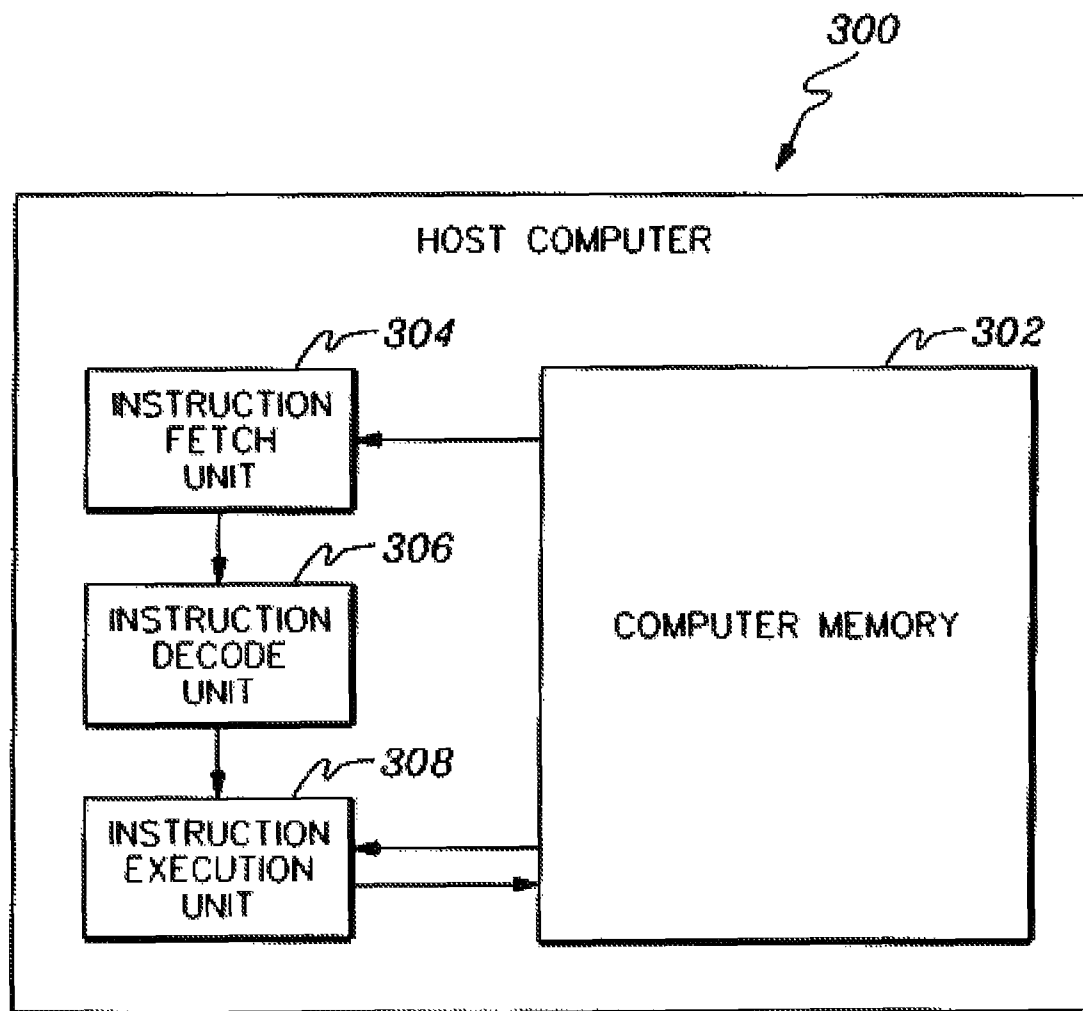 300
HOST COMPUTER
304
302
INSTRUCTION
FETCH
UNIT
306
INSTRUCTION
DECODE
UNIT
COMPUTER MEMORY
308
INSTRUCTION
EXECUTION
UNIT